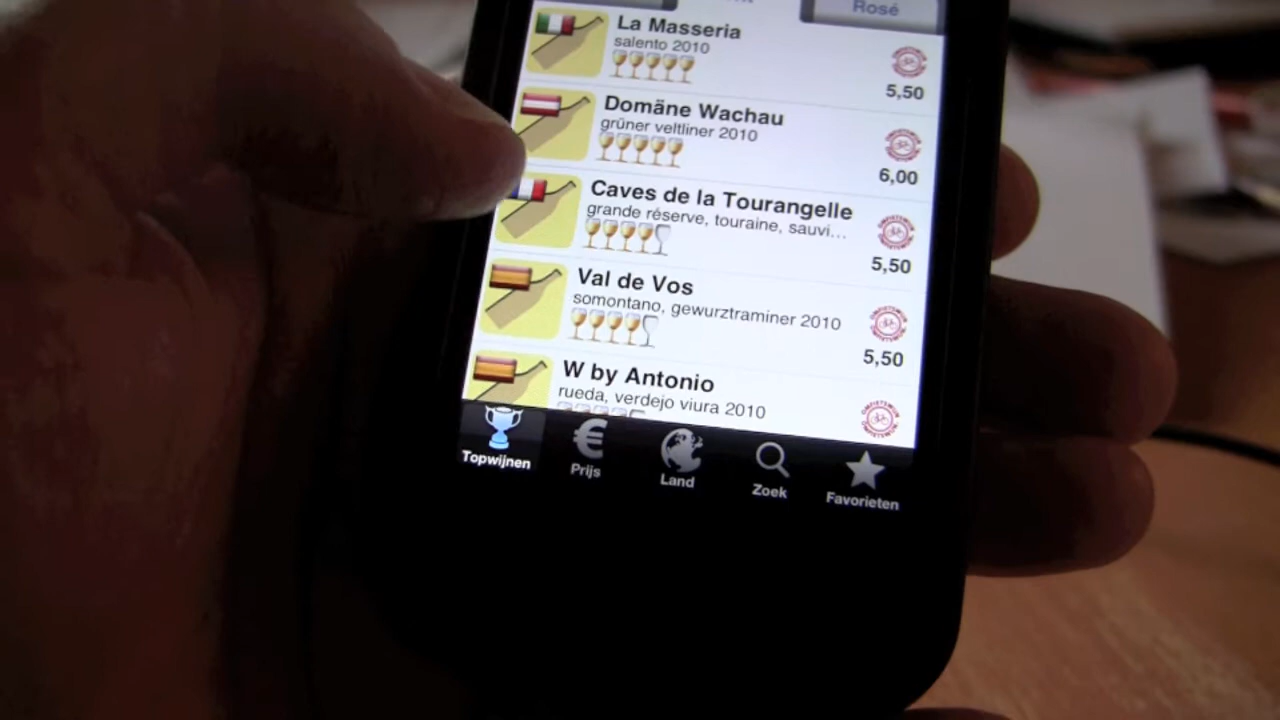 Rosé
La Masseria
salento 2010
5,50
Domäne Wachau
grüner veltliner 2010
6,00
Caves de la Tourangelle
grande réserve, touraine, sauvi...
5,50
Val de Vos
somontano, gewurztraminer 2010
5,50
W by Antonio
rueda, verdejo viura 2010
Topwijnen
Prijs
Land
Zoek
Favorieten